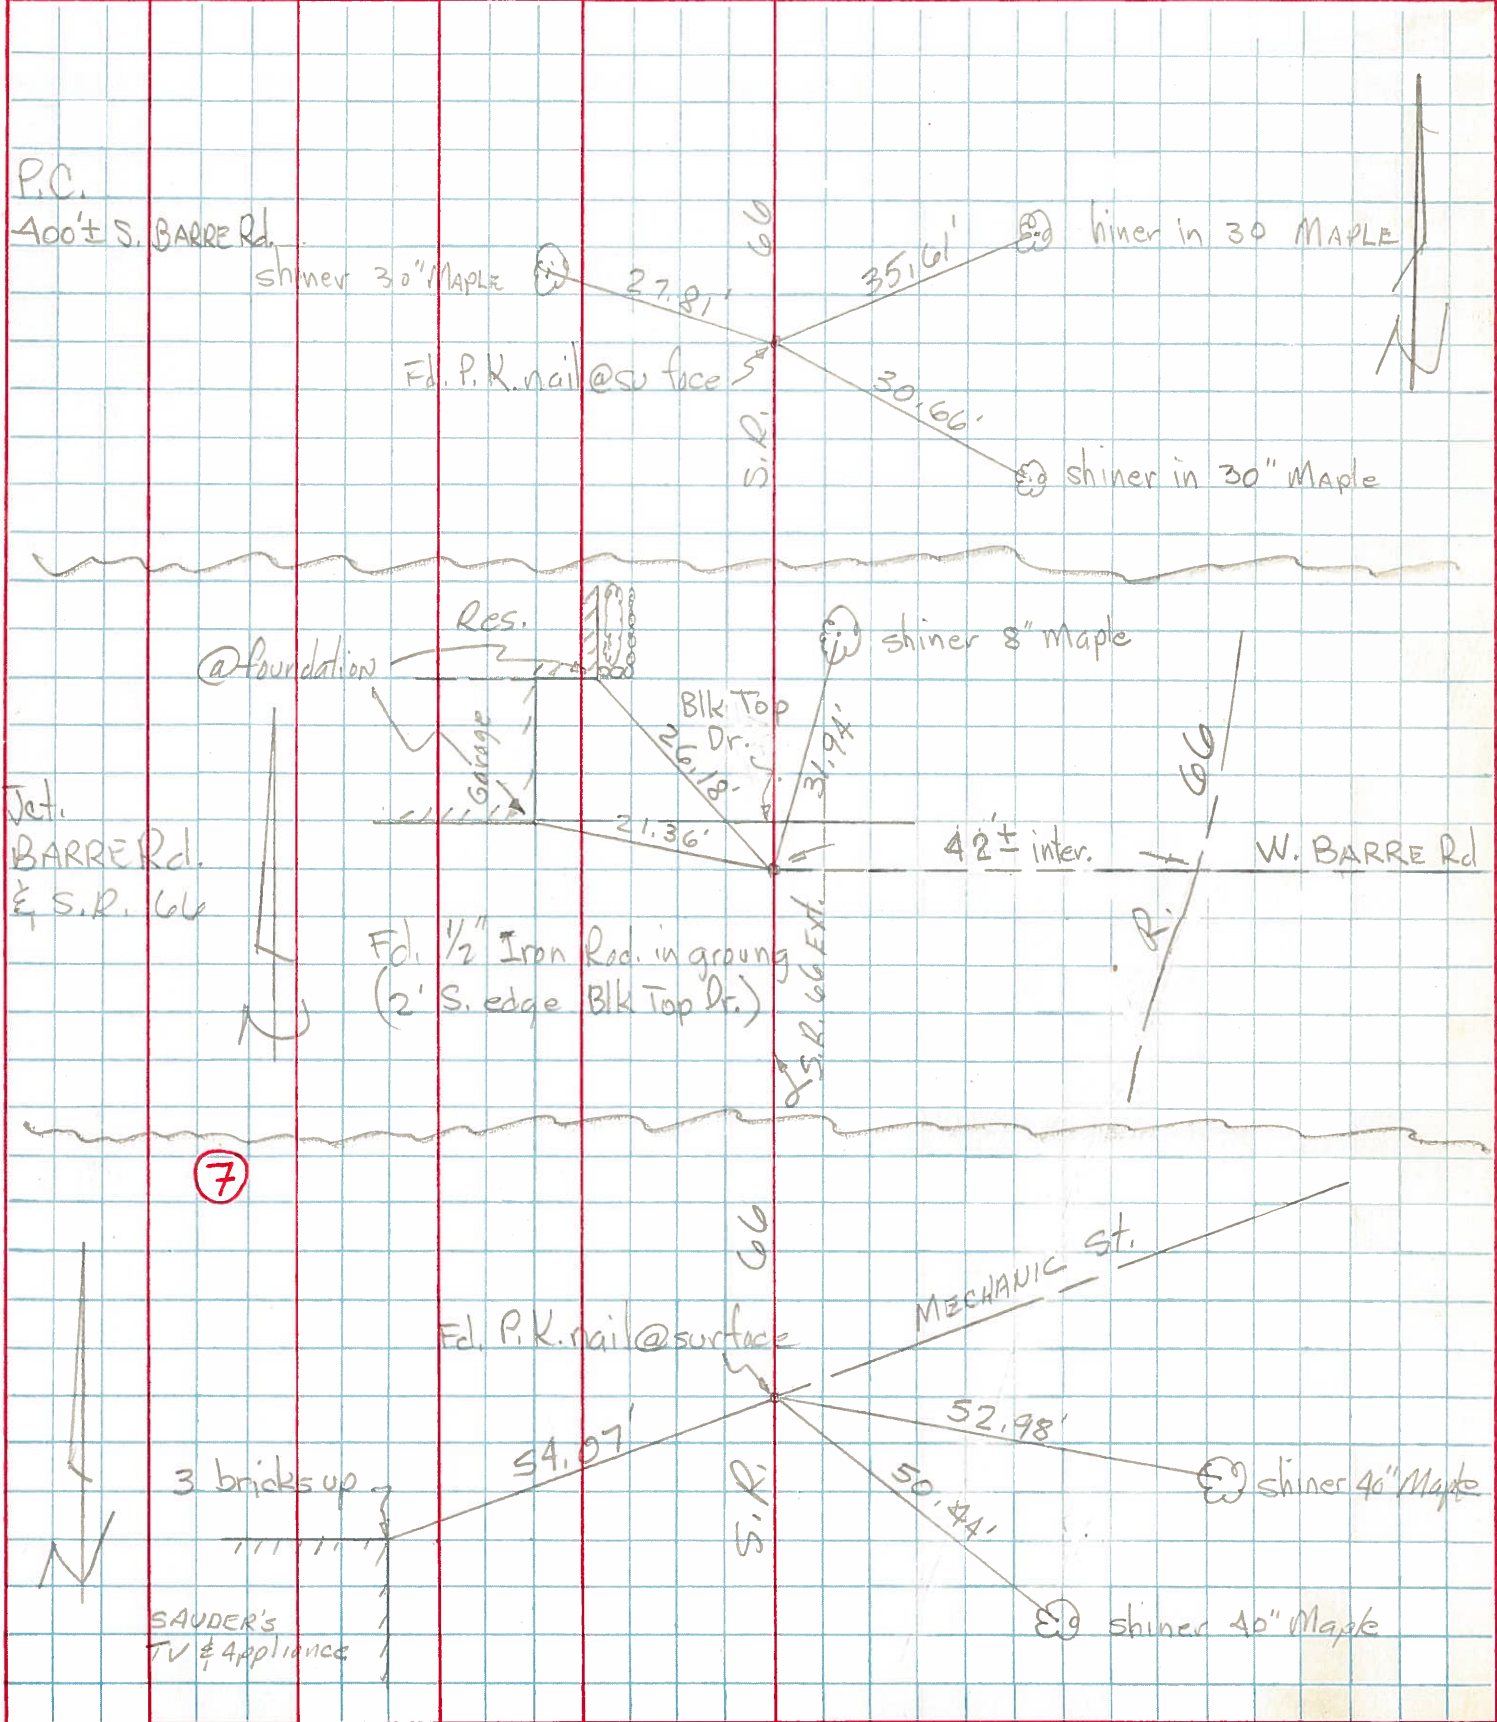 P.C.
400'± S. BARRE Rd.
shiner 30" MAPLE
27.81'
S.R. 66
35.61'
hiner in 30 MAPLE
N
Fd. P.K. nail @ su face
30.66'
shiner in 30" Maple
Res.
@ foundation
Garage
Blk Top
Dr.
shiner 8" Maple
26.18'
31.94'
21.36'
Jct.
BARRE Rd.
& S.R. 66
42'± inter.
W. BARRE Rd
R. 66
Fd. 1/2" Iron Rod. in groung
(2' S. edge Blk Top Dr.)
S.R. 66 Ext.
N
7
S.R. 66
MECHANIC St.
Fd. P.K. nail @ surface
54.07'
52.98'
50.44'
3 bricks up
shiner 40" Maple
N
SAUDER'S
TV & Appliance
shiner 40" Maple